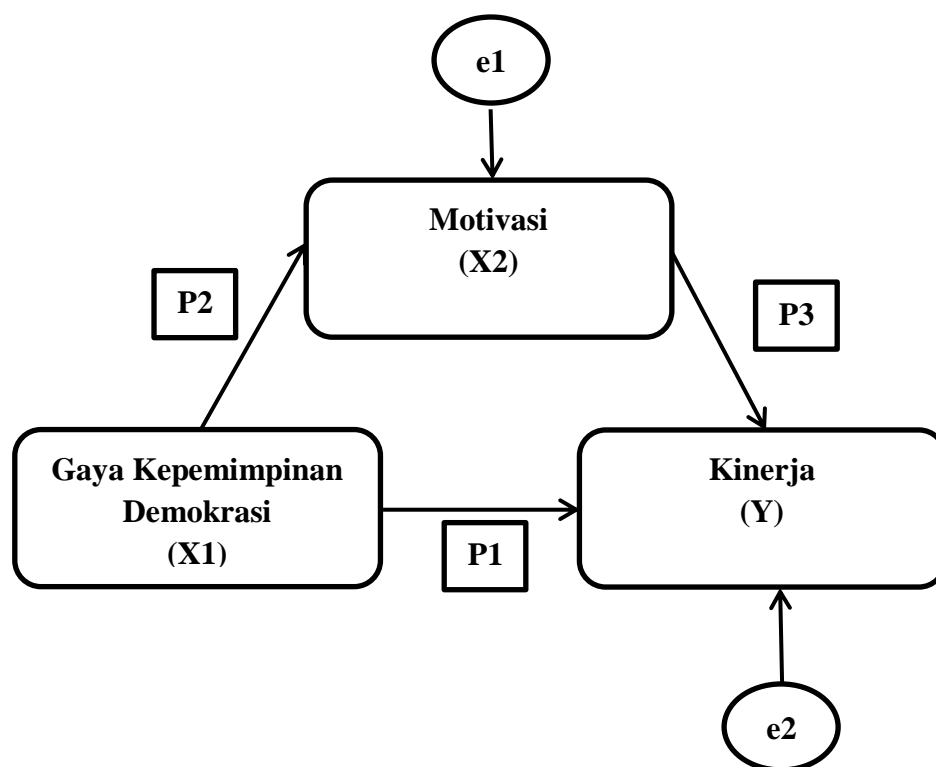 e1
Motivasi
(X2)
P2
P3
Gaya Kepemimpinan
Demokrasi
(X1)
Kinerja
(Y)
P1
e2